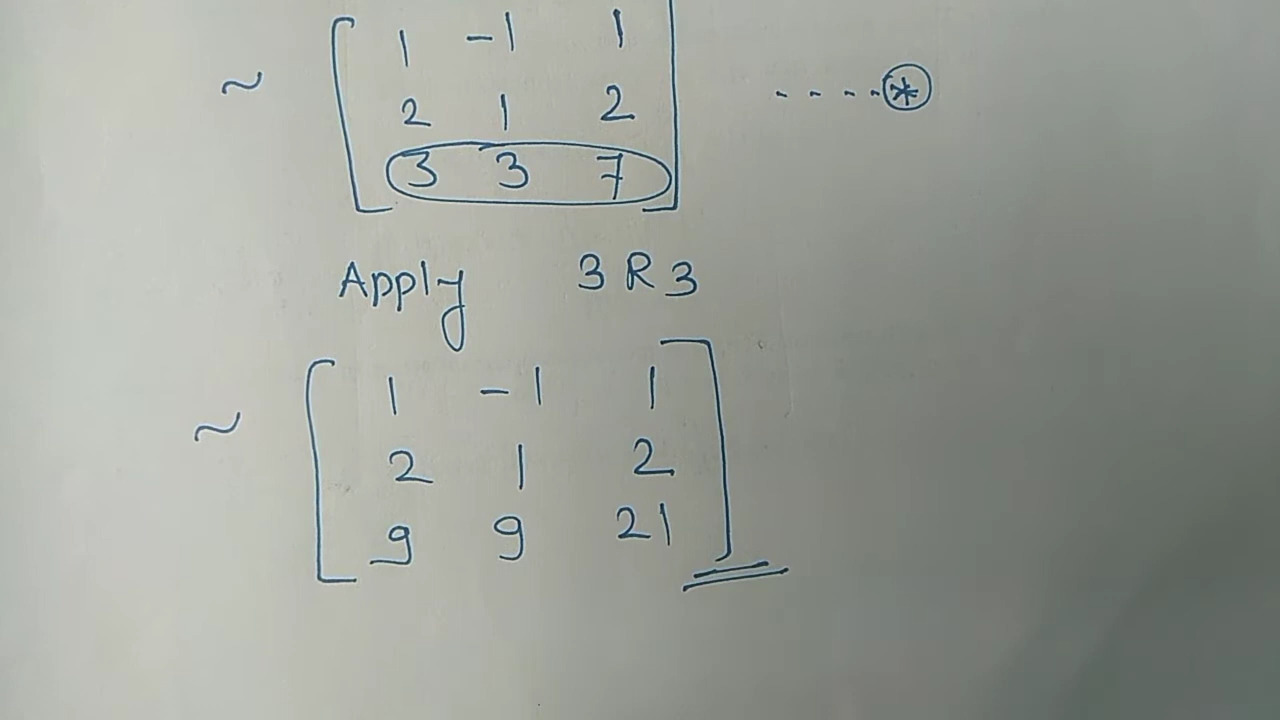 1 -1 1
~ 2 1 2 ....*
3 3 7
Apply 3R3
1 -1 1
~ 2 1 2
9 9 21